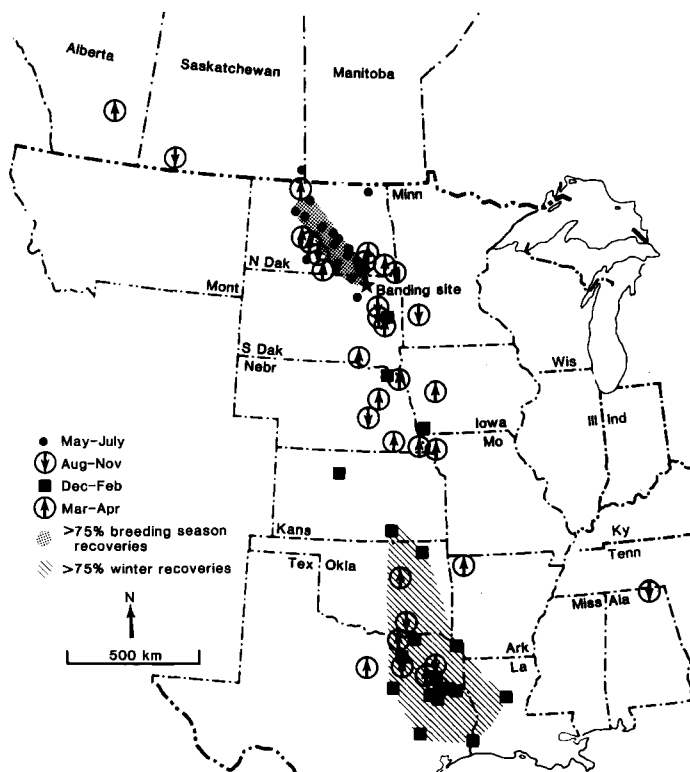 Alberta
Saskatchewan
Manitoba
Minn
N Dak
Mont
Banding site
S Dak
Nebr
Wis
Iowa
Mo
Ill Ind
May–July
Aug–Nov
Dec–Feb
Mar–Apr
>75% breeding season
recoveries
>75% winter recoveries
Kans
Tex Okla
Ky
Tenn
Miss Ala
N
500 km
Ark
La